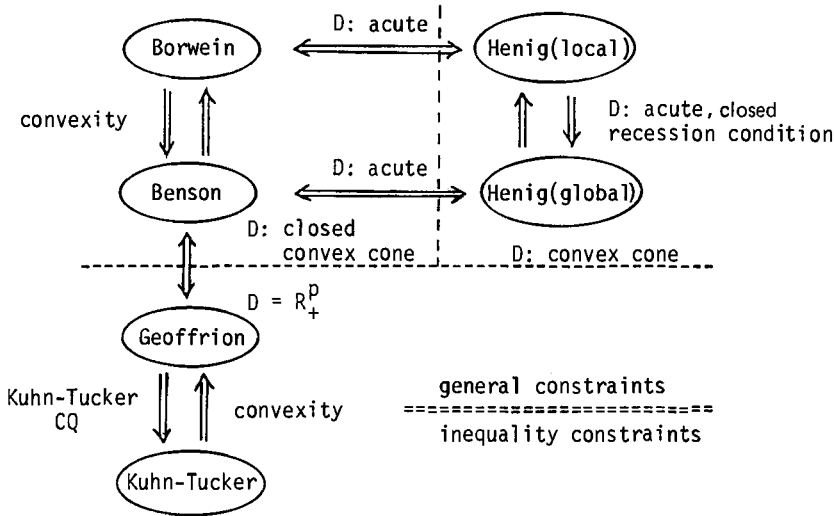 D: acute
Borwein
Henig(local)
convexity
D: acute, closed
recession condition
D: acute
Benson
Henig(global)
D: closed
convex cone
D: convex cone
D = R₊ᵖ
Geoffrion
Kuhn-Tucker
CQ
convexity
general constraints
inequality constraints
Kuhn-Tucker